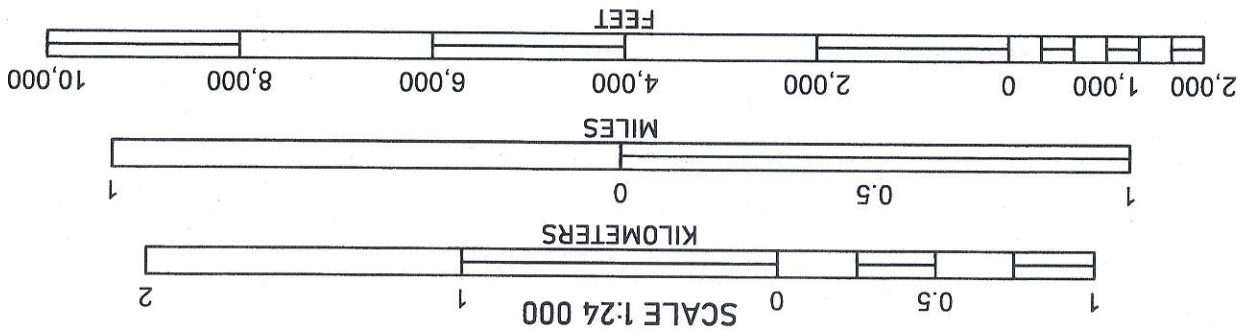 SCALE 1:24 000
1 0.5 0 1 2
KILOMETERS
1 0.5 0 1
MILES
2,000 1,000 0 2,000 4,000 6,000 8,000 10,000
FEET